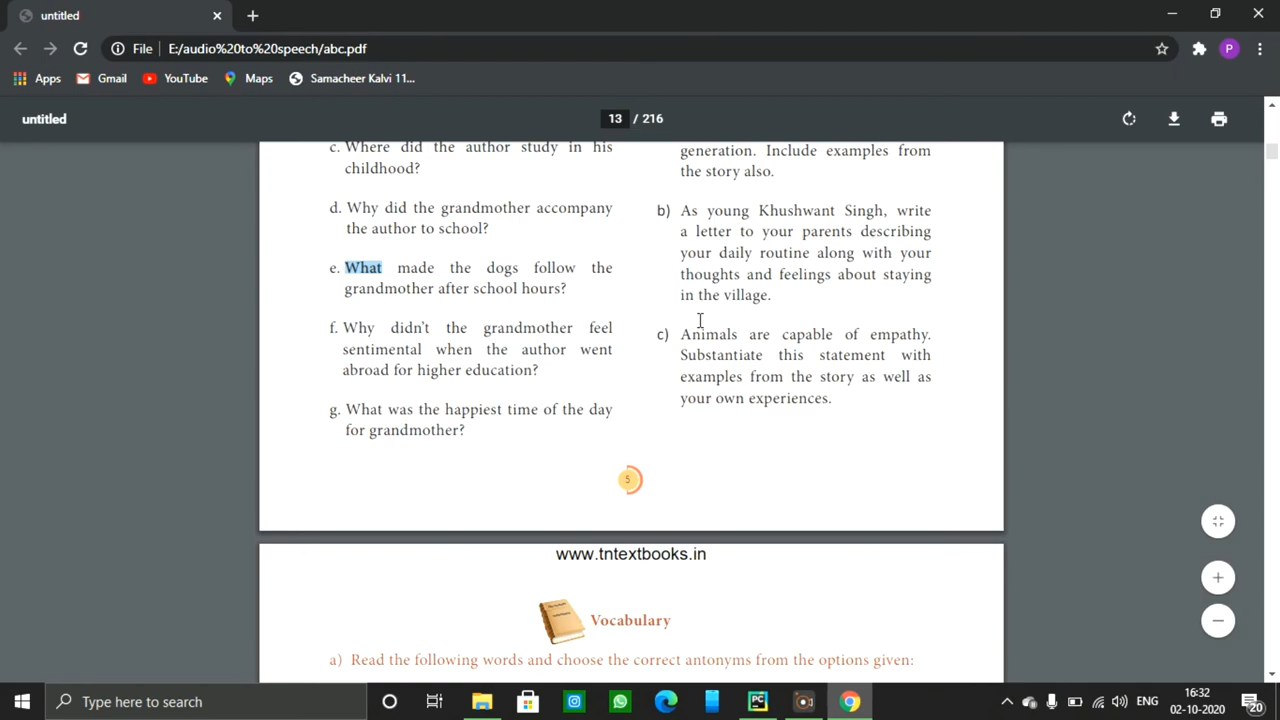 untitled
File E:/audio%20to%20speech/abc.pdf
P
Apps Gmail YouTube Maps Samacheer Kalvi 11...
untitled
13 / 216
c. Where did the author study in his
childhood?
d. Why did the grandmother accompany
the author to school?
e. What made the dogs follow the
grandmother after school hours?
f. Why didn't the grandmother feel
sentimental when the author went
abroad for higher education?
g. What was the happiest time of the day
for grandmother?
generation. Include examples from
the story also.
b) As young Khushwant Singh, write
a letter to your parents describing
your daily routine along with your
thoughts and feelings about staying
in the village.
c) Animals are capable of empathy.
Substantiate this statement with
examples from the story as well as
your own experiences.
5
www.tntextbooks.in
Vocabulary
a) Read the following words and choose the correct antonyms from the options given:
Type here to search
PC
ENG
16:32
02-10-2020
20